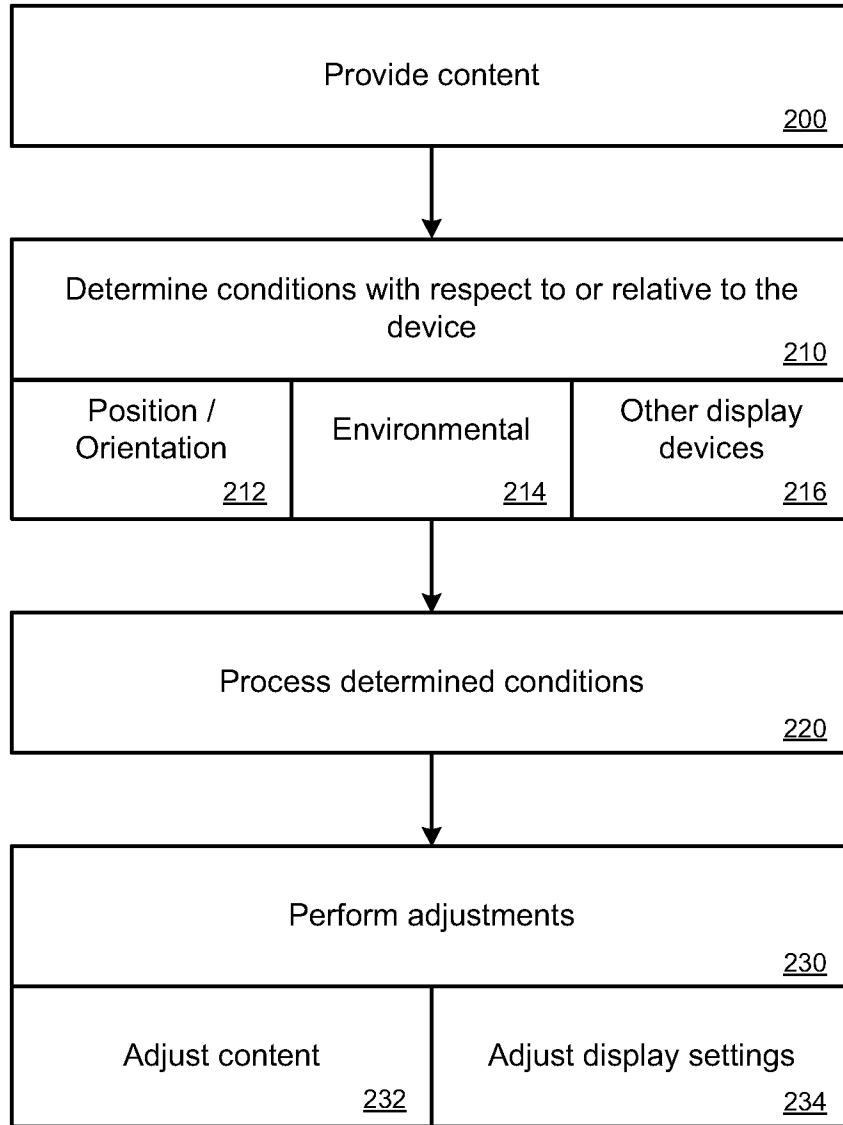 Provide content
200
Determine conditions with respect to or relative to the
device
210
Position /
Orientation
212
Environmental
214
Other display
devices
216
Process determined conditions
220
Perform adjustments
230
Adjust content
232
Adjust display settings
234